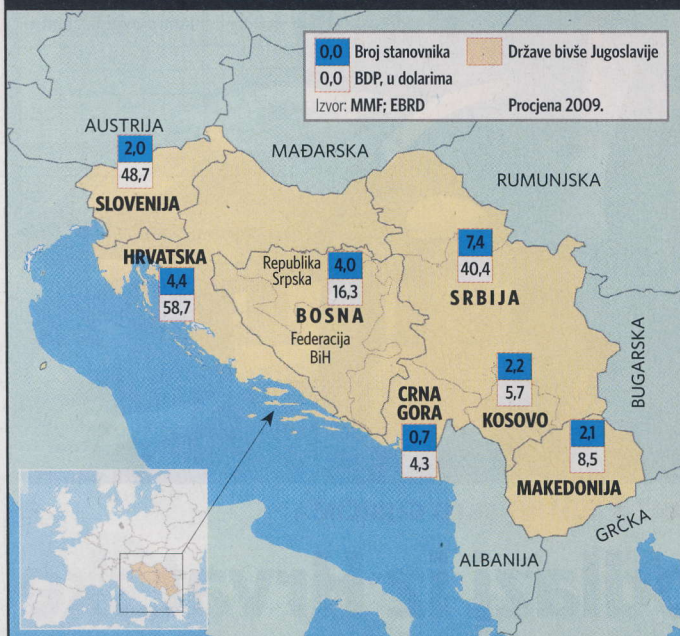 0,0 Broj stanovnika
0,0 BDP, u dolarima
Države bivše Jugoslavije
Izvor: MMF; EBRD
Procjena 2009.
AUSTRIJA
2,0
48,7
SLOVENIJA
MAĐARSKA
RUMUNJSKA
HRVATSKA
4,4
58,7
Republika
Srpska
4,0
16,3
BOSNA
Federacija
BiH
7,4
40,4
SRBIJA
BUGARSKA
2,2
5,7
KOSOVO
CRNA
GORA
0,7
4,3
2,1
8,5
MAKEDONIJA
GRČKA
ALBANIJA